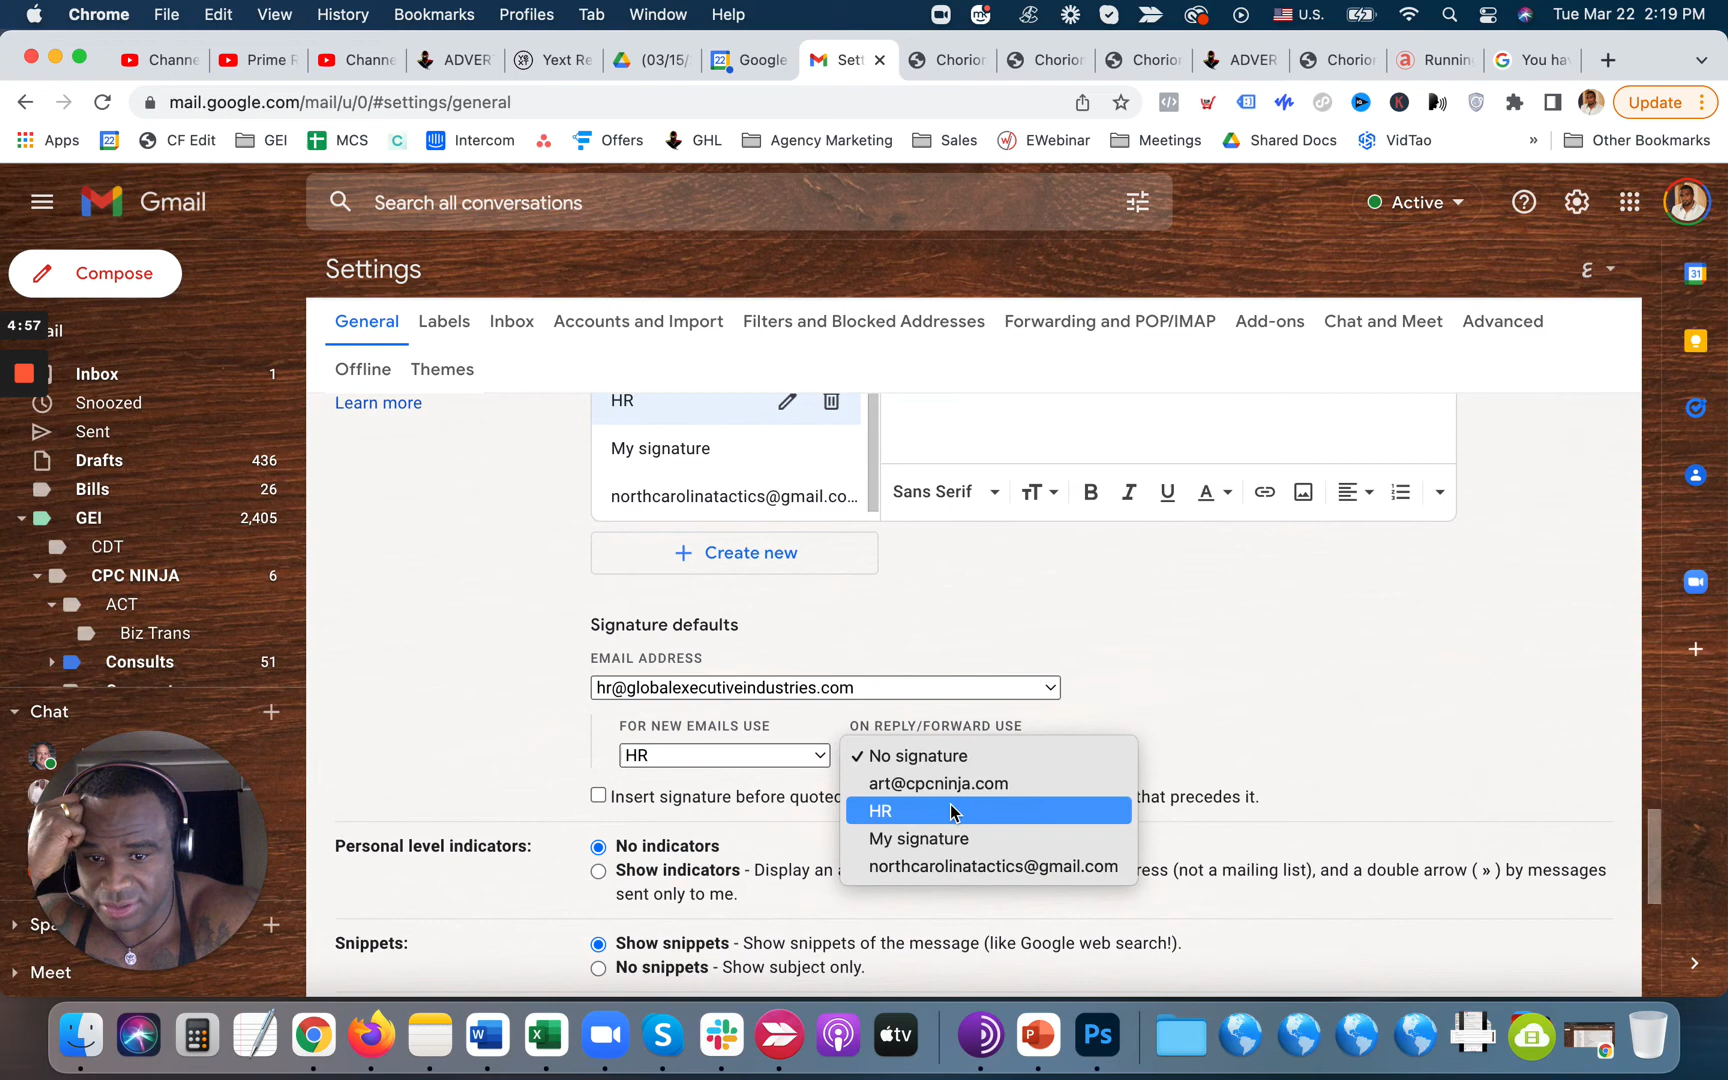 Chrome File Edit View History Bookmarks Profiles Tab Window Help U.S. Tue Mar 22 2:19 PM
Channe Prime R Channe ADVER Yext Re (03/15/ Google Sett Chorion Chorion Chorion ADVER Chorion Runnin You hav
mail.google.com/mail/u/0/#settings/general Update
Apps CF Edit GEI MCS Intercom Offers GHL Agency Marketing Sales EWebinar Meetings Shared Docs VidTao » Other Bookmarks
Gmail Search all conversations Active
Compose
Settings
4:57 ail
General Labels Inbox Accounts and Import Filters and Blocked Addresses Forwarding and POP/IMAP Add-ons Chat and Meet Advanced
Offline Themes
Inbox 1
Snoozed
Sent
Drafts 436
Bills 26
GEI 2,405
CDT
CPC NINJA 6
ACT
Biz Trans
Consults 51
Chat
Spa
Meet
Learn more
HR
My signature
northcarolinatactics@gmail.co...
Sans Serif
Create new
Signature defaults
EMAIL ADDRESS
hr@globalexecutiveindustries.com
FOR NEW EMAILS USE ON REPLY/FORWARD USE
HR
No signature
art@cpcninja.com
HR
My signature
northcarolinatactics@gmail.com
Insert signature before quoted that precedes it.
Personal level indicators: No indicators
Show indicators - Display an a ress (not a mailing list), and a double arrow ( » ) by messages
sent only to me.
Snippets: Show snippets - Show snippets of the message (like Google web search!).
No snippets - Show subject only.
tv
Ps